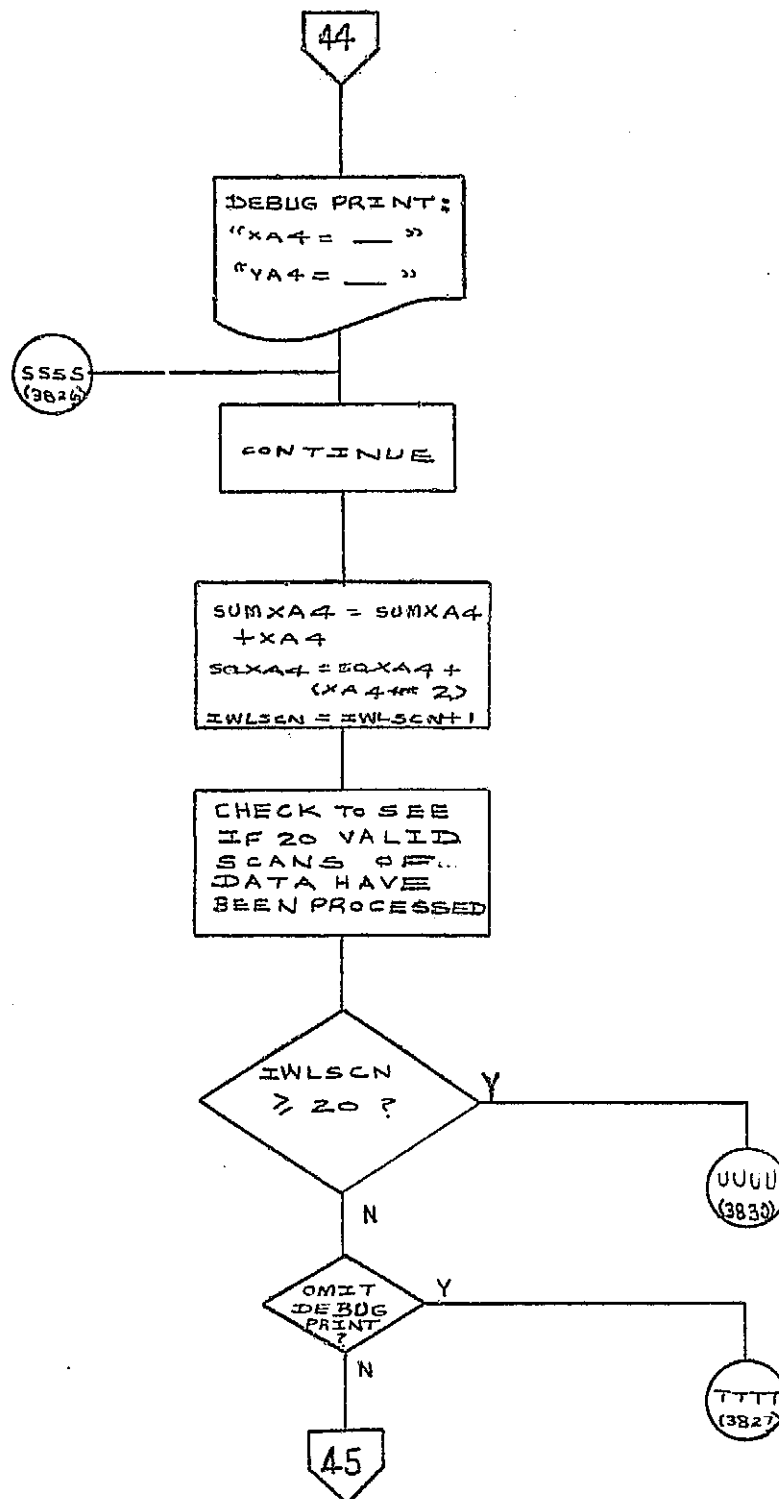 44
DEBUG PRINT:
"XA4 = ___ "
"YA4 = ___ "
SSSS
(3826)
CONTINUE
SUMXA4 = SUMXA4
+XA4
SQXA4 = SQXA4 +
(XA4 ** 2)
IWLSCN = IWLSCN+1
CHECK TO SEE
IF 20 VALID
SCANS OF...
DATA HAVE
BEEN PROCESSED
IWLSCN
≥ 20 ?
Y
UUUU
(3830)
N
OMIT
DEBUG
PRINT
?
Y
TTTT
(3827)
N
45